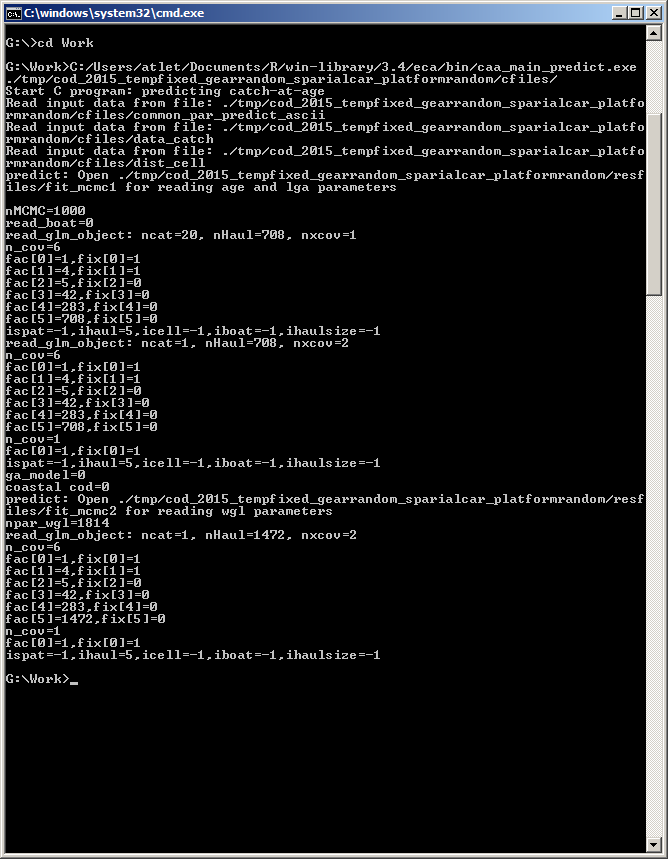 C:\windows\system32\cmd.exe
G:\>cd Work
G:\Work>C:/Users/atlet/Documents/R/win-library/3.4/eca/bin/caa_main_predict.exe
./tmp/cod_2015_tempfixed_gearrandom_sparialcar_platformrandom/cfiles/
Start C program: predicting catch-at-age
Read input data from file: ./tmp/cod_2015_tempfixed_gearrandom_sparialcar_platfo
rmrandom/cfiles/common_par_predict_ascii
Read input data from file: ./tmp/cod_2015_tempfixed_gearrandom_sparialcar_platfo
rmrandom/cfiles/data_catch
Read input data from file: ./tmp/cod_2015_tempfixed_gearrandom_sparialcar_platfo
rmrandom/cfiles/dist_cell
predict: Open ./tmp/cod_2015_tempfixed_gearrandom_sparialcar_platformrandom/resf
iles/fit_mcmc1 for reading age and lga parameters
nMCMC=1000
read_boat=0
read_glm_object: ncat=20, nHaul=708, nxcov=1
n_cov=6
fac[0]=1,fix[0]=1
fac[1]=4,fix[1]=1
fac[2]=5,fix[2]=0
fac[3]=42,fix[3]=0
fac[4]=283,fix[4]=0
fac[5]=708,fix[5]=0
ispat=-1,ihaul=5,icell=-1,iboat=-1,ihaulsize=-1
read_glm_object: ncat=1, nHaul=708, nxcov=2
n_cov=6
fac[0]=1,fix[0]=1
fac[1]=4,fix[1]=1
fac[2]=5,fix[2]=0
fac[3]=42,fix[3]=0
fac[4]=283,fix[4]=0
fac[5]=708,fix[5]=0
n_cov=1
fac[0]=1,fix[0]=1
ispat=-1,ihaul=5,icell=-1,iboat=-1,ihaulsize=-1
ga_model=0
coastal cod=0
predict: Open ./tmp/cod_2015_tempfixed_gearrandom_sparialcar_platformrandom/resf
iles/fit_mcmc2 for reading wgl parameters
npar_wgl=1814
read_glm_object: ncat=1, nHaul=1472, nxcov=2
n_cov=6
fac[0]=1,fix[0]=1
fac[1]=4,fix[1]=1
fac[2]=5,fix[2]=0
fac[3]=42,fix[3]=0
fac[4]=283,fix[4]=0
fac[5]=1472,fix[5]=0
n_cov=1
fac[0]=1,fix[0]=1
ispat=-1,ihaul=5,icell=-1,iboat=-1,ihaulsize=-1
G:\Work>_